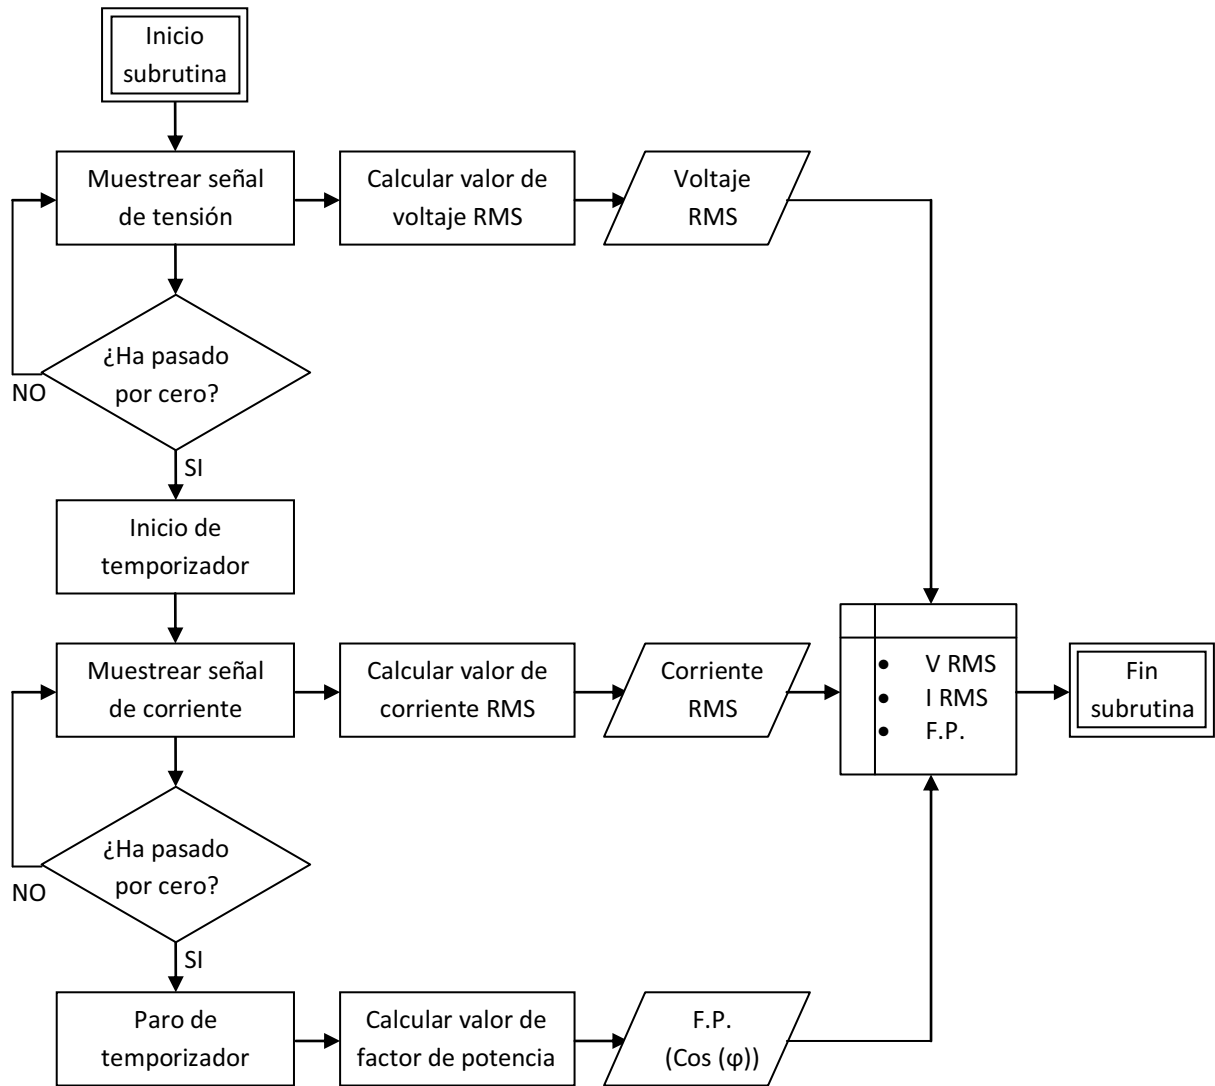 Inicio
subrutina
Muestrear señal
de tensión
Calcular valor de
voltaje RMS
Voltaje
RMS
¿Ha pasado
por cero?
NO
SI
Inicio de
temporizador
Muestrear señal
de corriente
Calcular valor de
corriente RMS
Corriente
RMS
● V RMS
● I RMS
● F.P.
Fin
subrutina
¿Ha pasado
por cero?
NO
SI
Paro de
temporizador
Calcular valor de
factor de potencia
F.P.
(Cos (φ))